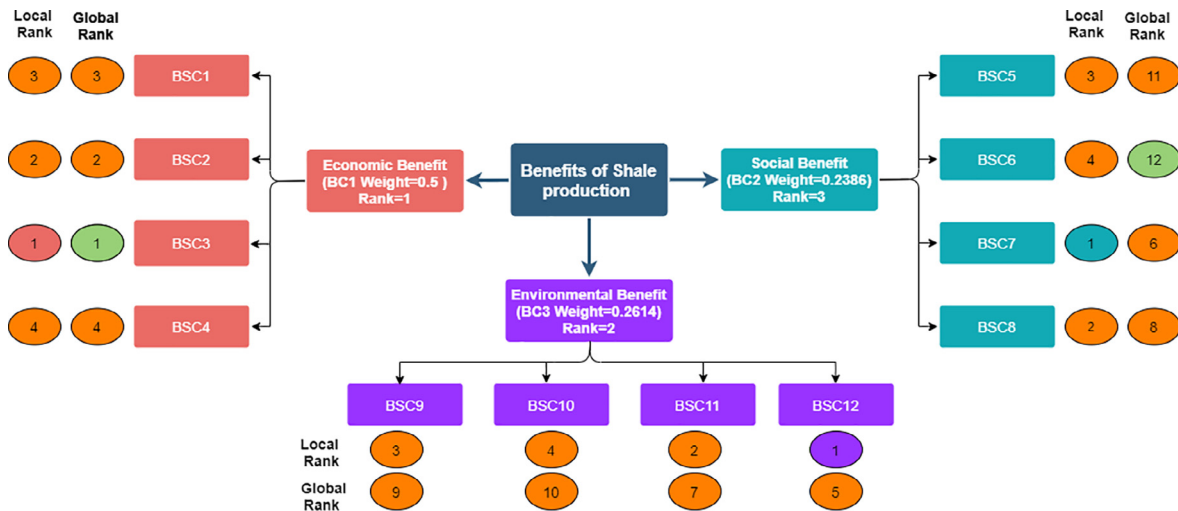 Local
Rank
Global
Rank
3
3
BSC1
2
2
BSC2
1
1
BSC3
4
4
BSC4
Economic Benefit
(BC1 Weight=0.5 )
Rank=1
Benefits of Shale
production
Social Benefit
(BC2 Weight=0.2386)
Rank=3
Environmental Benefit
(BC3 Weight=0.2614)
Rank=2
Local
Rank
Global
Rank
BSC5
3
11
BSC6
4
12
BSC7
1
6
BSC8
2
8
BSC9
BSC10
BSC11
BSC12
Local
Rank
3
4
2
1
Global
Rank
9
10
7
5